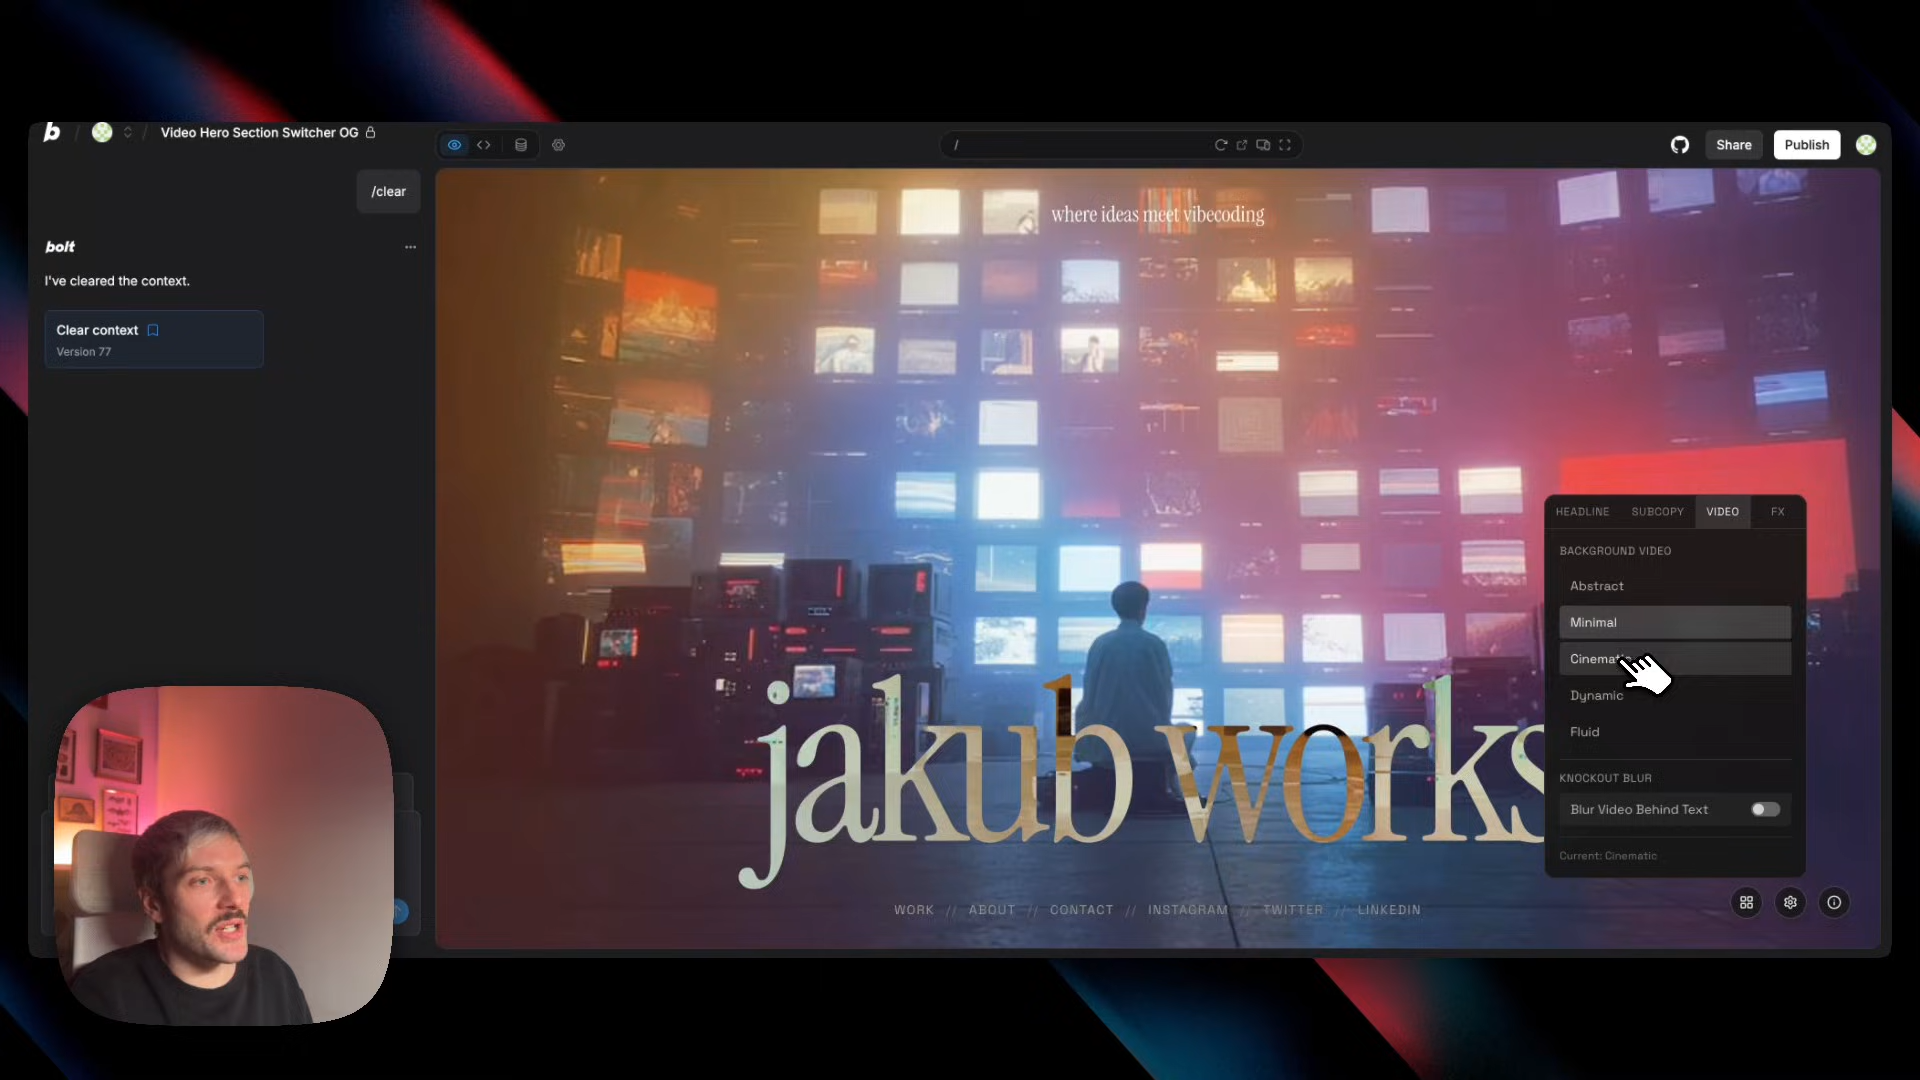 b / / Video Hero Section Switcher OG
/
Share
Publish
/clear
bolt
I've cleared the context.
Clear context
Version 77
where ideas meet vibecoding
jakub works
WORK // ABOUT // CONTACT // INSTAGRAM // TWITTER // LINKEDIN
HEADLINE SUBCOPY VIDEO FX
BACKGROUND VIDEO
Abstract
Minimal
Cinematic
Dynamic
Fluid
KNOCKOUT BLUR
Blur Video Behind Text
Current: Cinematic